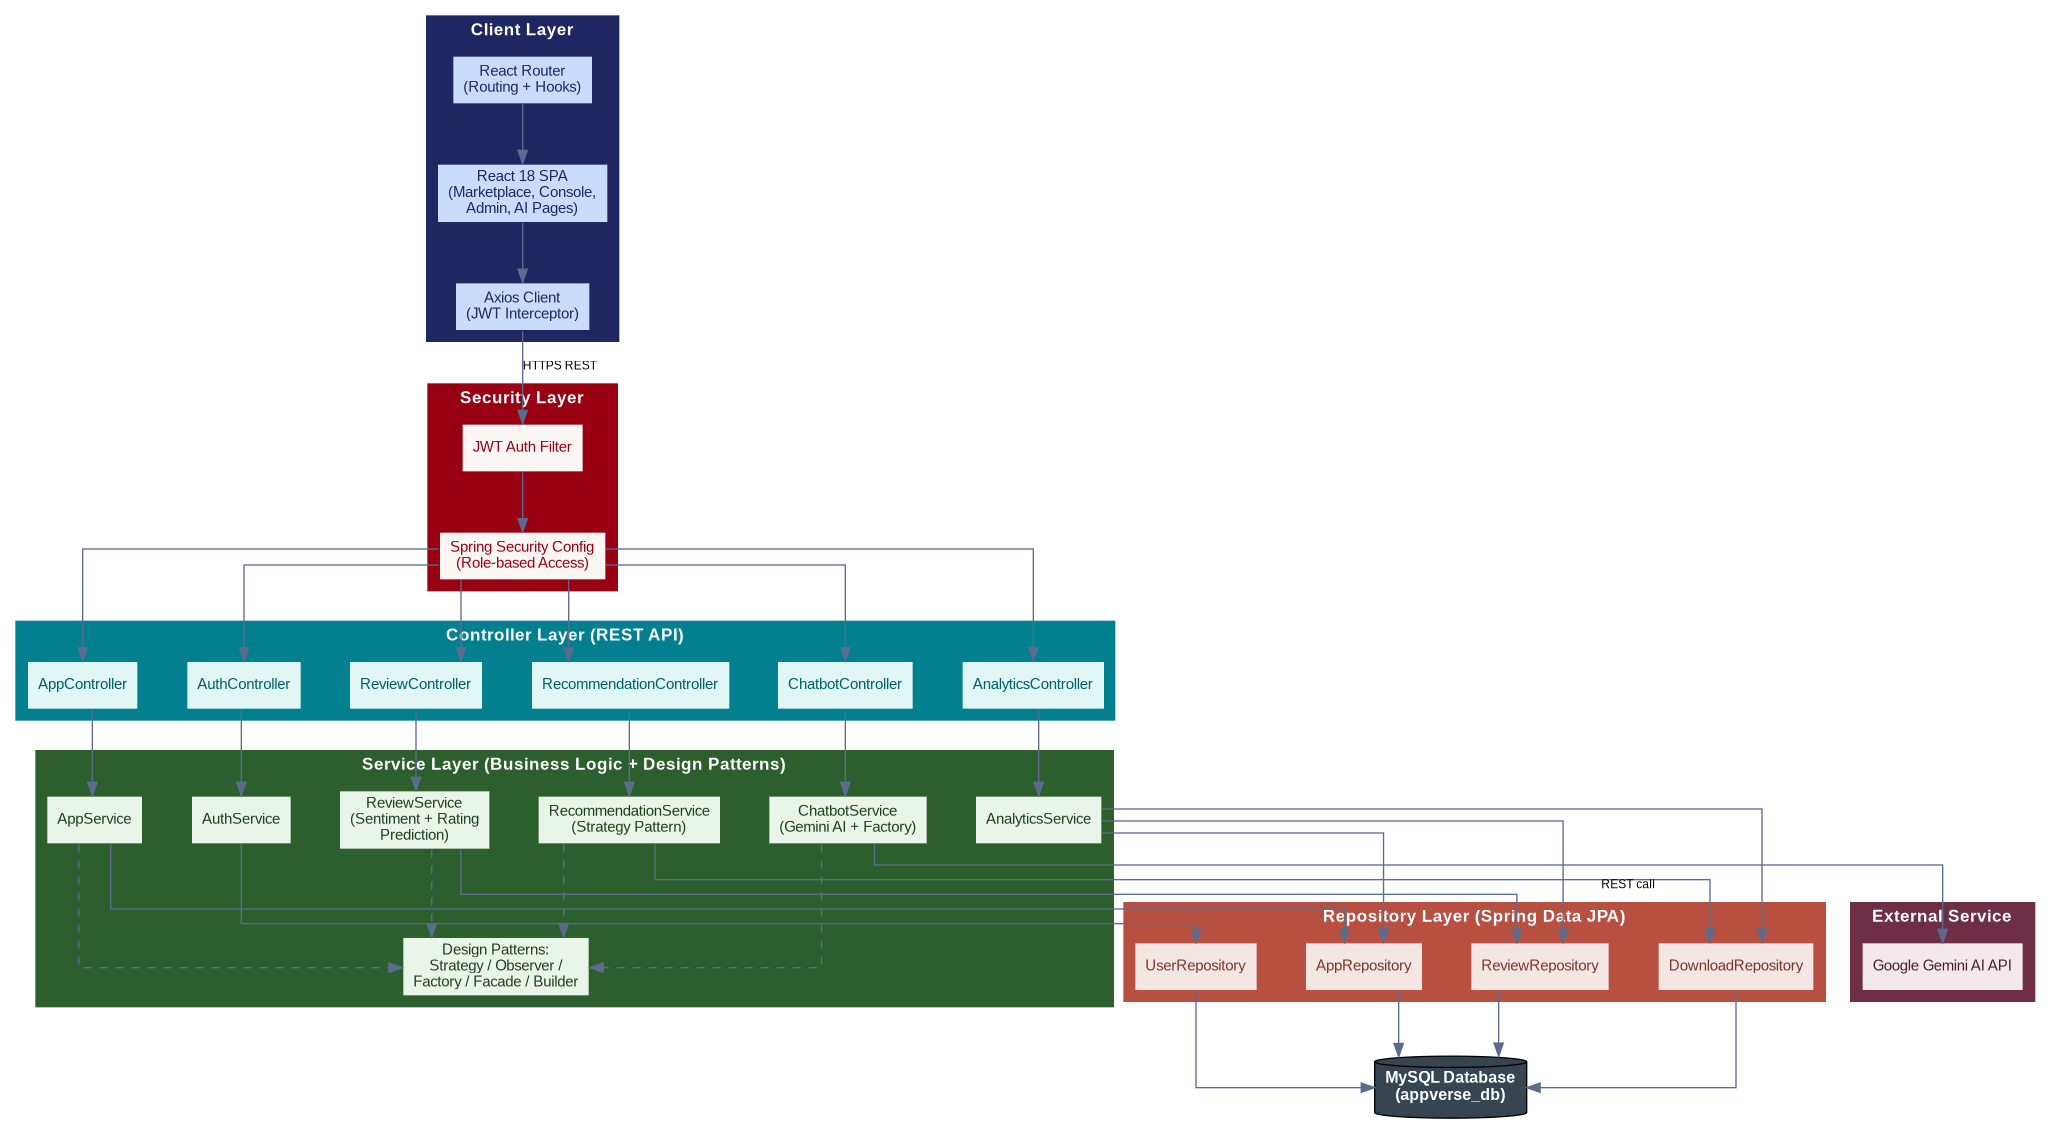 Client Layer
React Router
(Routing + Hooks)
React 18 SPA
(Marketplace, Console,
Admin, AI Pages)
Axios Client
(JWT Interceptor)
HTTPS REST
Security Layer
JWT Auth Filter
Spring Security Config
(Role-based Access)
Controller Layer (REST API)
AppController
AuthController
ReviewController
RecommendationController
ChatbotController
AnalyticsController
Service Layer (Business Logic + Design Patterns)
AppService
AuthService
ReviewService
(Sentiment + Rating
Prediction)
RecommendationService
(Strategy Pattern)
ChatbotService
(Gemini AI + Factory)
AnalyticsService
Design Patterns:
Strategy / Observer /
Factory / Facade / Builder
REST call
Repository Layer (Spring Data JPA)
UserRepository
AppRepository
ReviewRepository
DownloadRepository
External Service
Google Gemini AI API
MySQL Database
(appverse_db)